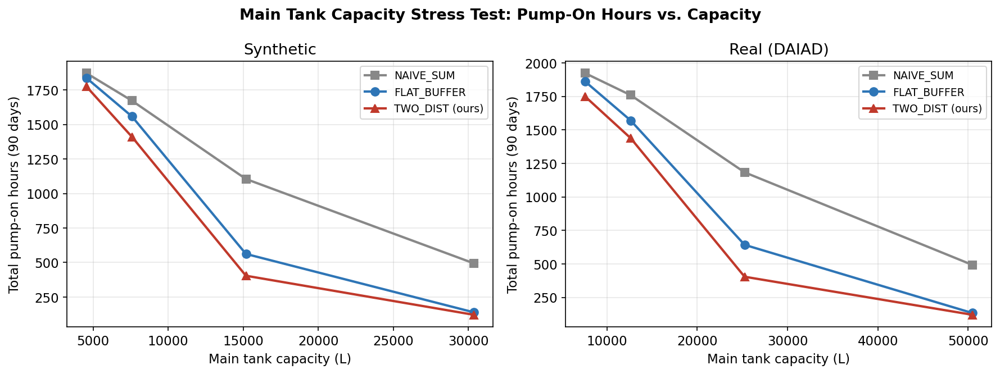 Main Tank Capacity Stress Test: Pump-On Hours vs. Capacity
Synthetic
Total pump-on hours (90 days)
1750
1500
1250
1000
750
500
250
5000 10000 15000 20000 25000 30000
Main tank capacity (L)
NAIVE_SUM
FLAT_BUFFER
TWO_DIST (ours)
Real (DAIAD)
Total pump-on hours (90 days)
2000
1750
1500
1250
1000
750
500
250
10000 20000 30000 40000 50000
Main tank capacity (L)
NAIVE_SUM
FLAT_BUFFER
TWO_DIST (ours)